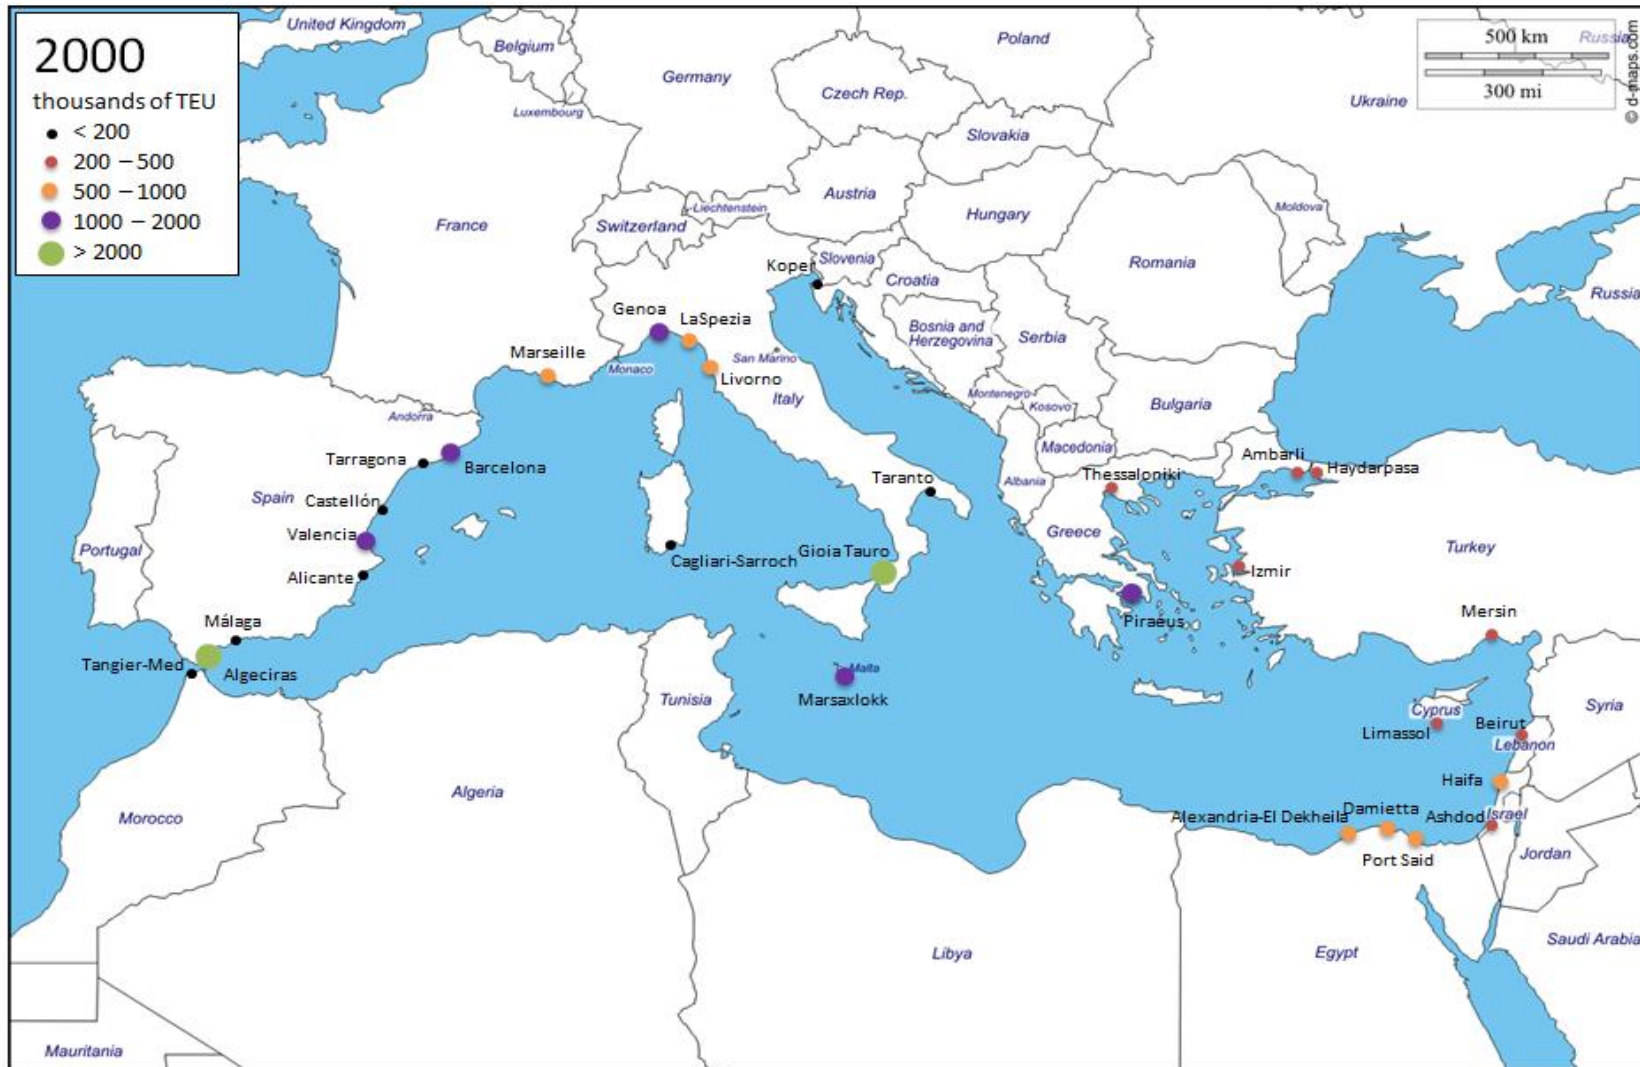 2000
thousands of TEU
< 200
200 – 500
500 – 1000
1000 – 2000
> 2000
500 km
300 mi
© d-maps.com
United Kingdom
Belgium
Luxembourg
Germany
Poland
Czech Rep.
Slovakia
Ukraine
Russia
France
Switzerland
Liechtenstein
Austria
Hungary
Moldova
Slovenia
Croatia
Romania
Russia
Koper
Genoa
LaSpezia
Bosnia and
Herzegovina
Serbia
Marseille
Monaco
San Marino
Livorno
Italy
Montenegro
Kosovo
Bulgaria
Andorra
Macedonia
Tarragona
Barcelona
Taranto
Albania
Thessaloniki
Ambarli
Haydarpasa
Spain
Castellón
Valencia
Portugal
Alicante
Cagliari-Sarroch
Gioia Tauro
Greece
Turkey
Izmir
Málaga
Piraeus
Mersin
Tangier-Med
Algeciras
Malta
Marsaxlokk
Tunisia
Cyprus
Limassol
Beirut
Lebanon
Syria
Haifa
Algeria
Morocco
Alexandria-El Dekheila
Damietta
Ashdod
Israel
Port Said
Jordan
Libya
Egypt
Saudi Arabia
Mauritania